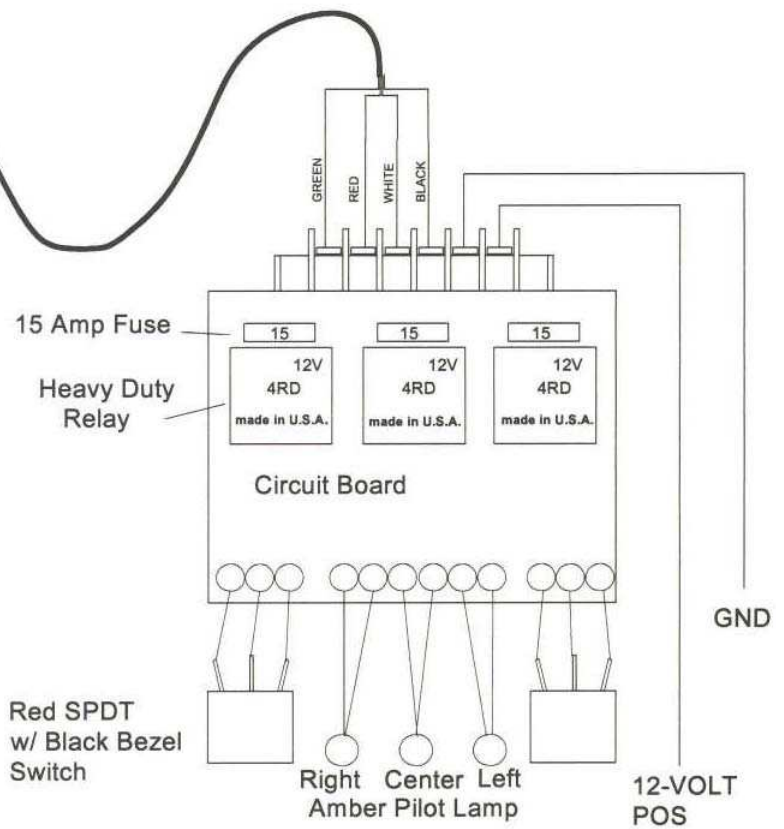 GREEN
RED
WHITE
BLACK
15 Amp Fuse
15
15
15
Heavy Duty
Relay
12V
4RD
made in U.S.A.
12V
4RD
made in U.S.A.
12V
4RD
made in U.S.A.
Circuit Board
GND
Red SPDT
w/ Black Bezel
Switch
Right Center Left
Amber Pilot Lamp
12-VOLT
POS